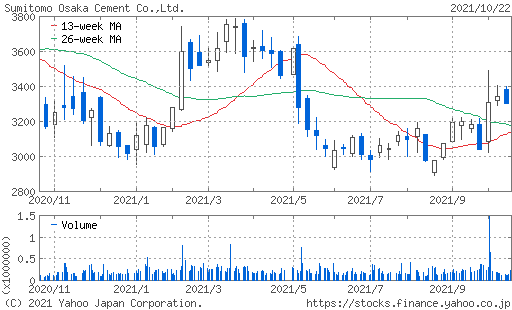 Sumitomo Osaka Cement Co.,Ltd. 2021/10/22
3800
13-week MA
26-week MA
3600
3400
3200
3000
2800
2020/11 2021/1 2021/3 2021/5 2021/7 2021/9
1.5
Volume
1
0.5
0
(x1000000)
2020/11 2021/1 2021/3 2021/5 2021/7 2021/9
(C) 2021 Yahoo Japan Corporation. https://stocks.finance.yahoo.co.jp/